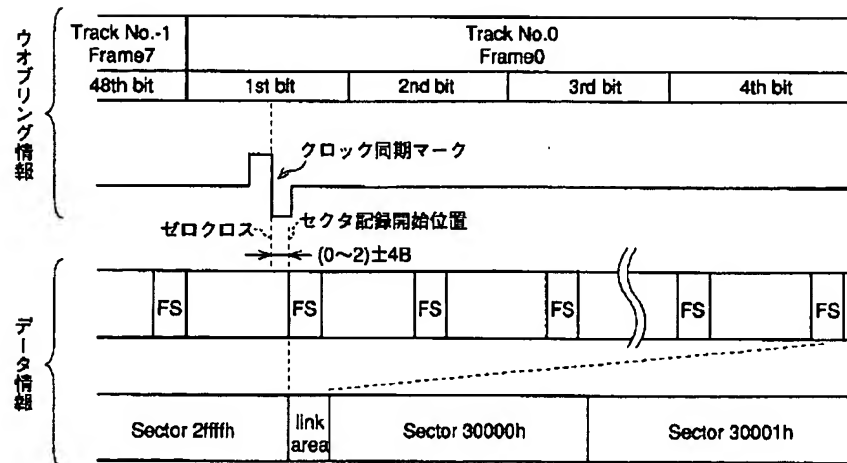 ウオブリング情報
Track No.-1
Frame7
Track No.0
Frame0
48th bit
1st bit
2nd bit
3rd bit
4th bit
クロック同期マーク
ゼロクロス
セクタ記録開始位置
(0～2)±4B
データ情報
FS
FS
FS
FS
FS
FS
Sector 2ffffh
link
area
Sector 30000h
Sector 30001h